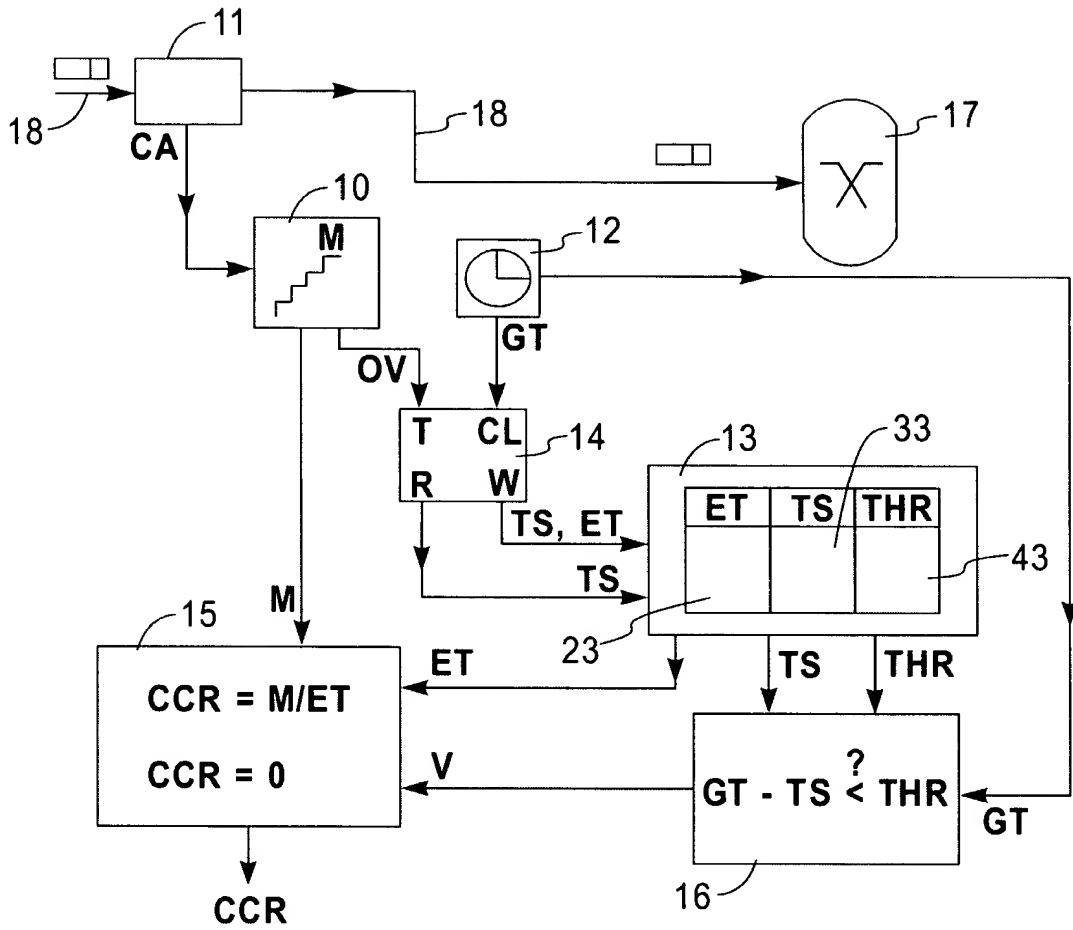 11
18
CA
18
17
10
M
12
GT
OV
T CL
R W
14
13
33
ET TS THR
TS, ET
43
TS
23
M
15
ET
TS
THR
CCR = M/ET
CCR = 0
V
?
GT - TS < THR
GT
16
CCR